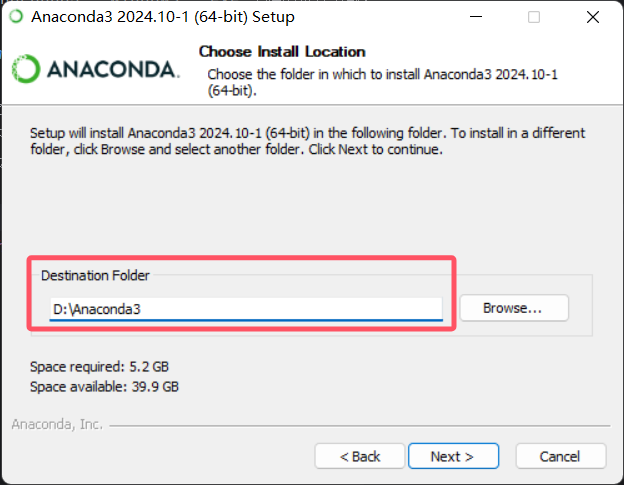 Anaconda3 2024.10-1 (64-bit) Setup
ANACONDA.
Choose Install Location
Choose the folder in which to install Anaconda3 2024.10-1
(64-bit).
Setup will install Anaconda3 2024.10-1 (64-bit) in the following folder. To install in a different
folder, click Browse and select another folder. Click Next to continue.
Destination Folder
D:\Anaconda3
Browse...
Space required: 5.2 GB
Space available: 39.9 GB
Anaconda, Inc.
< Back
Next >
Cancel